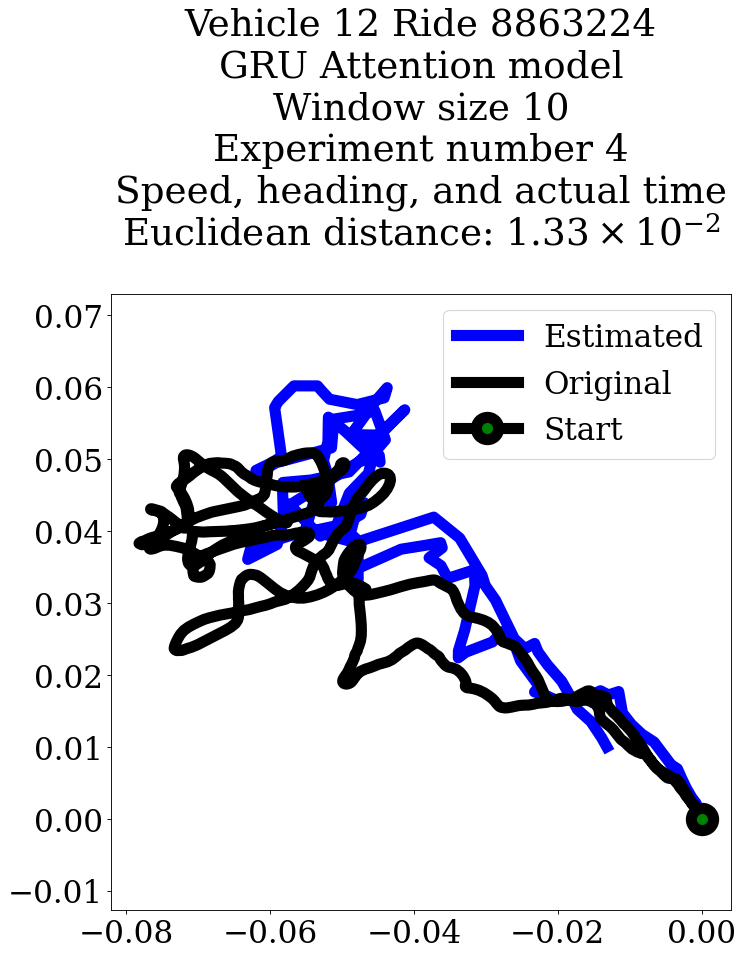 Vehicle 12 Ride 8863224
GRU Attention model
Window size 10
Experiment number 4
Speed, heading, and actual time
Euclidean distance: 1.33 × 10⁻²
Estimated
Original
Start
0.07
0.06
0.05
0.04
0.03
0.02
0.01
0.00
−0.01
−0.08 −0.06 −0.04 −0.02 0.00